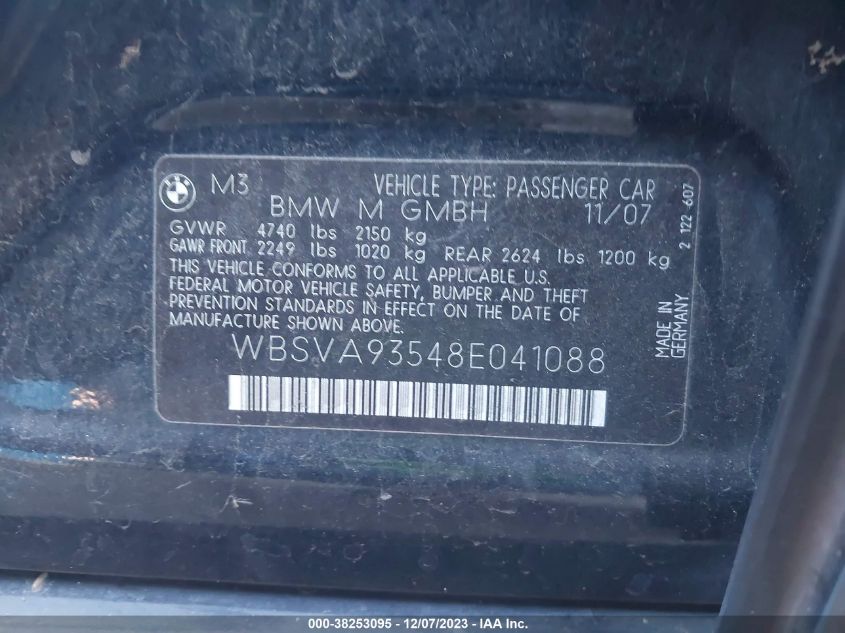 M3 VEHICLE TYPE: PASSENGER CAR
BMW M GMBH 11/07
GVWR 4740 lbs 2150 kg
GAWR FRONT 2249 lbs 1020 kg REAR 2624 lbs 1200 kg
THIS VEHICLE CONFORMS TO ALL APPLICABLE U.S.
FEDERAL MOTOR VEHICLE SAFETY, BUMPER AND THEFT
PREVENTION STANDARDS IN EFFECT ON THE DATE OF
MANUFACTURE SHOWN ABOVE.
WBSVA93548E041088
2 122 607
MADE IN
GERMANY
000-38253095 - 12/07/2023 - IAA Inc.